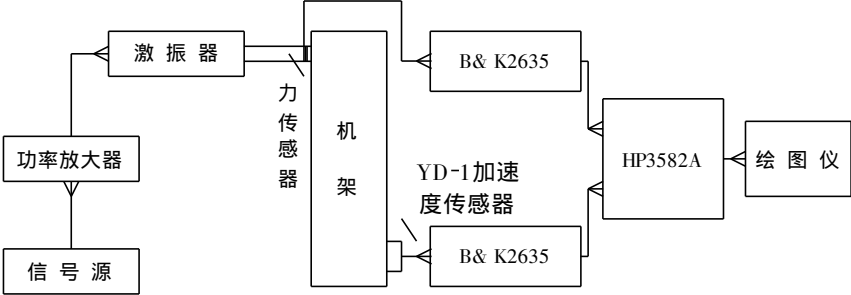 激振器
B& K2635
力传感器
机架
功率放大器
HP3582A
绘图仪
YD-1加速
度传感器
B& K2635
信号源